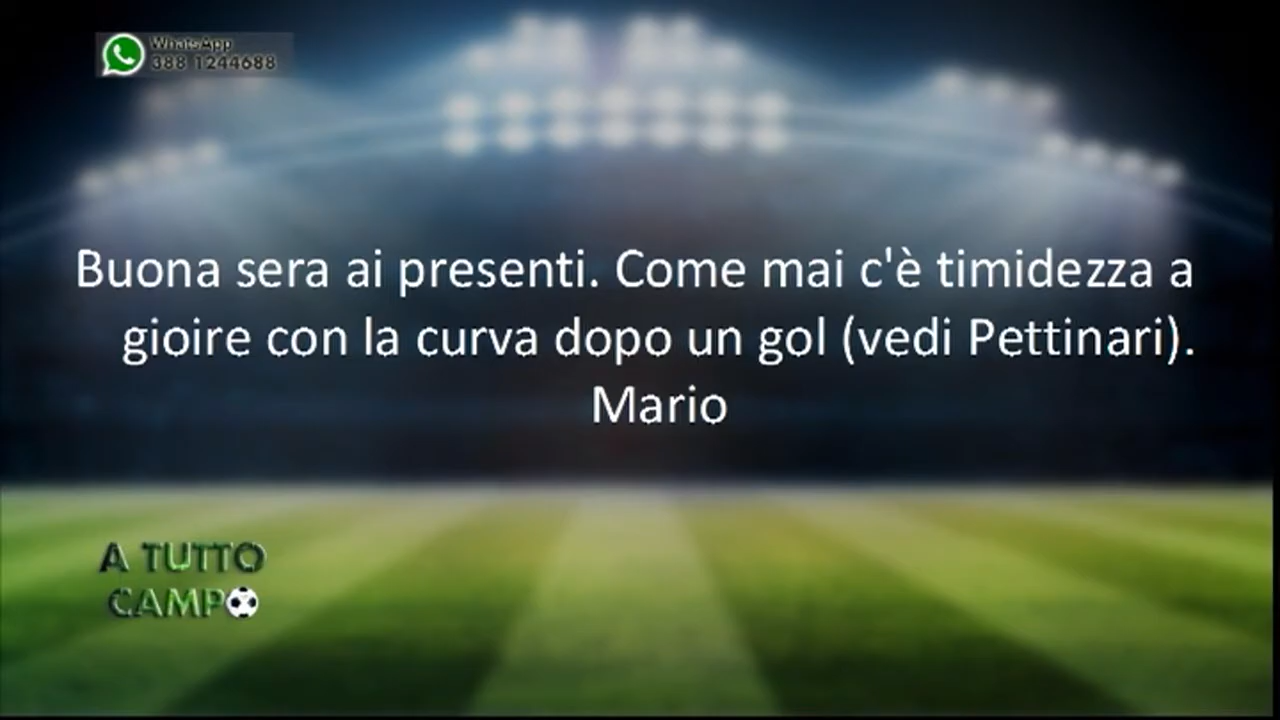 WhatsApp
388 1244688
Buona sera ai presenti. Come mai c'è timidezza a
gioire con la curva dopo un gol (vedi Pettinari).
Mario
A TUTTO
CAMPO